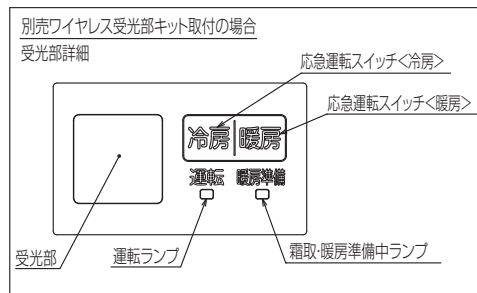 別売ワイヤレス受光部キット取付の場合
受光部詳細
応急運転スイッチ<冷房>
応急運転スイッチ<暖房>
冷房 暖房
運転 暖房準備
受光部
運転ランプ
霜取・暖房準備中ランプ